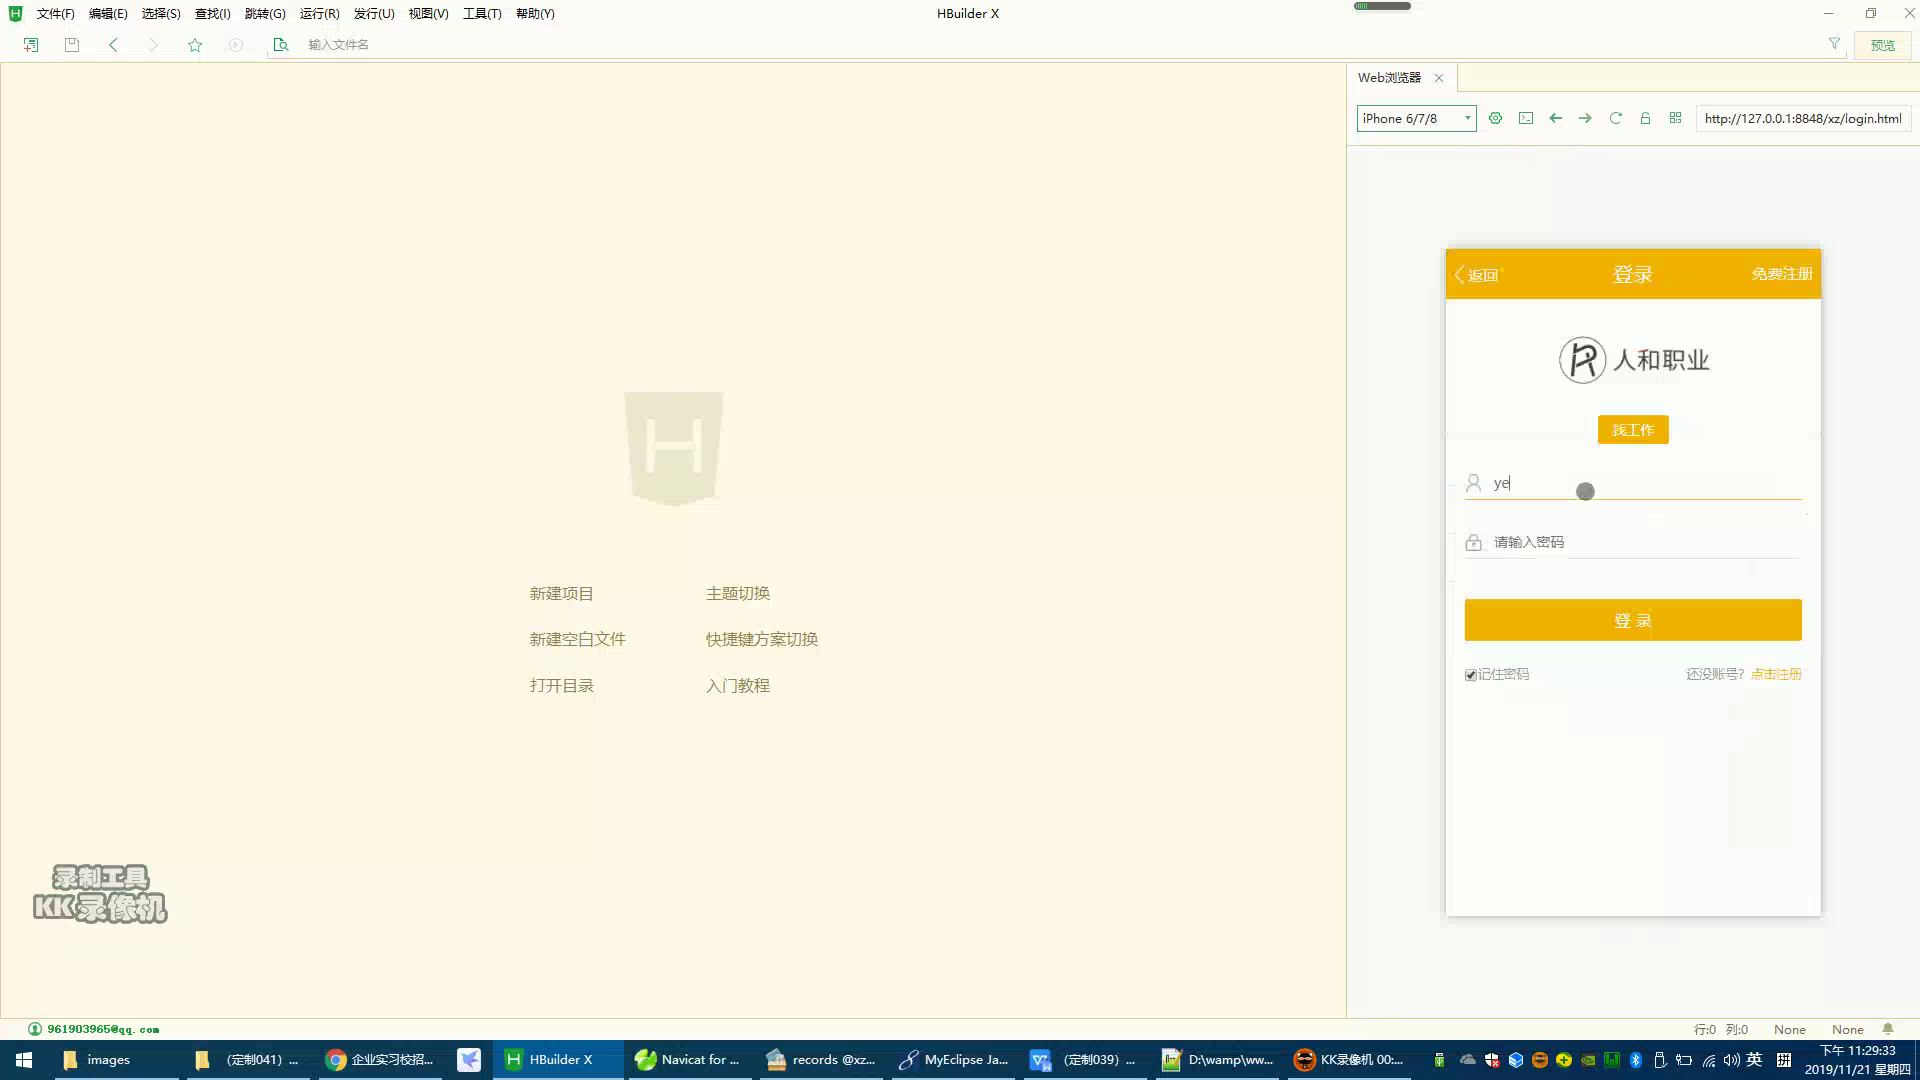 文件(F) 编辑(E) 选择(S) 查找(I) 跳转(G) 运行(R) 发行(U) 视图(V) 工具(T) 帮助(Y)
HBuilder X
输入文件名
预览
Web浏览器
iPhone 6/7/8
http://127.0.0.1:8848/xz/login.html
返回
登录
免费注册
人和职业
找工作
ye
请输入密码
登 录
记住密码
还没账号? 点击注册
新建项目
主题切换
新建空白文件
快捷键方案切换
打开目录
入门教程
录制工具
KK录像机
961903965@qq.com
行:0 列:0
None
None
images
(定制041) ...
企业实习校招...
HBuilder X
Navicat for ...
records @xz...
MyEclipse Ja...
(定制039) ...
D:\wamp\ww...
KK录像机 00:...
英
拼
下午 11:29:33
2019/11/21 星期四